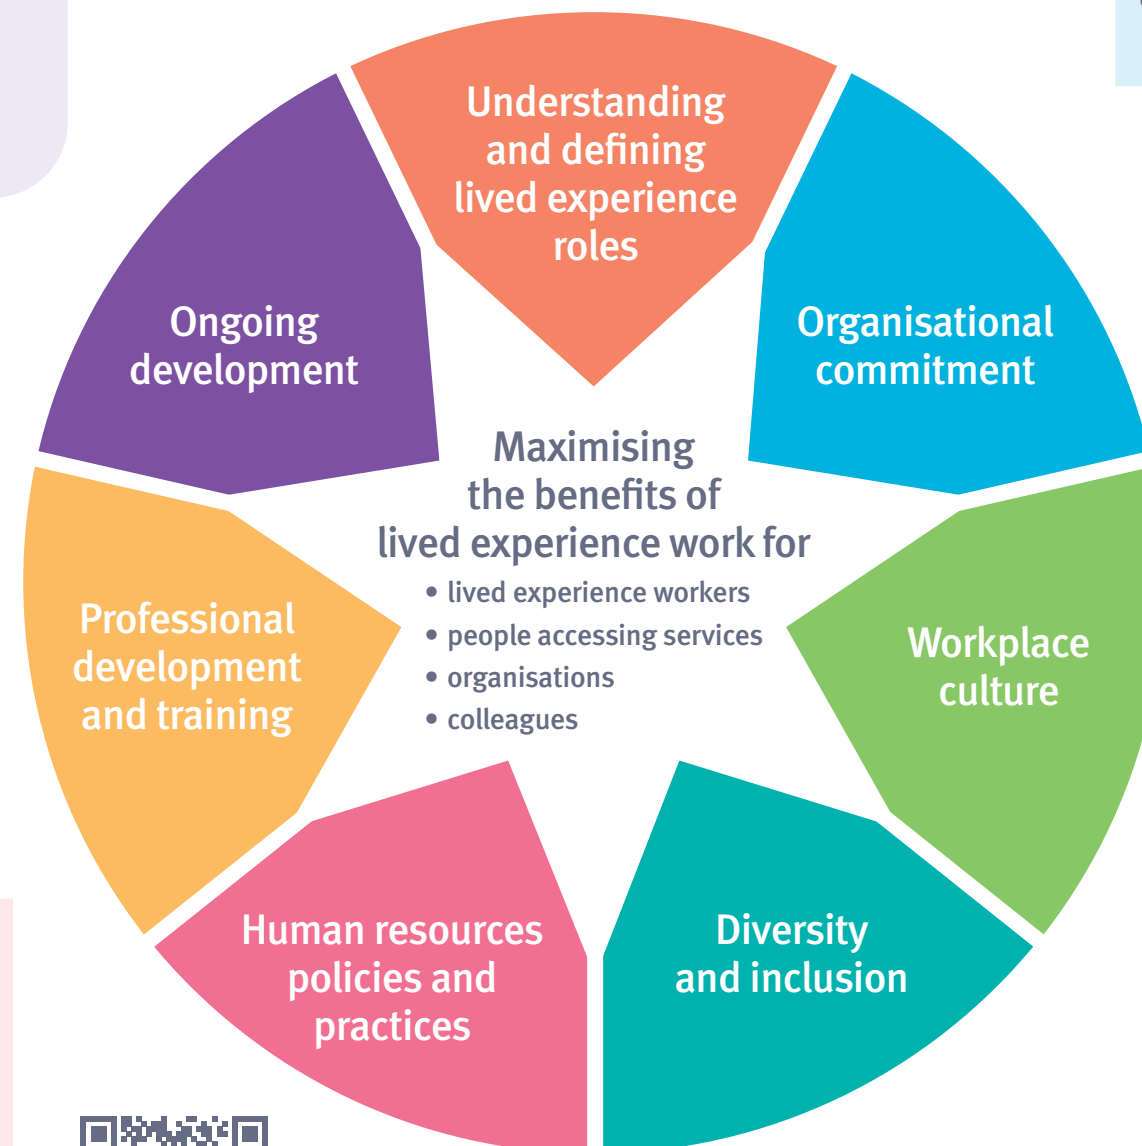 Understanding
and defining
lived experience
roles
Organisational
commitment
Workplace
culture
Diversity
and inclusion
Human resources
policies and
practices
Professional
development
and training
Ongoing
development
Maximising
the benefits of
lived experience work for
• lived experience workers
• people accessing services
• organisations
• colleagues